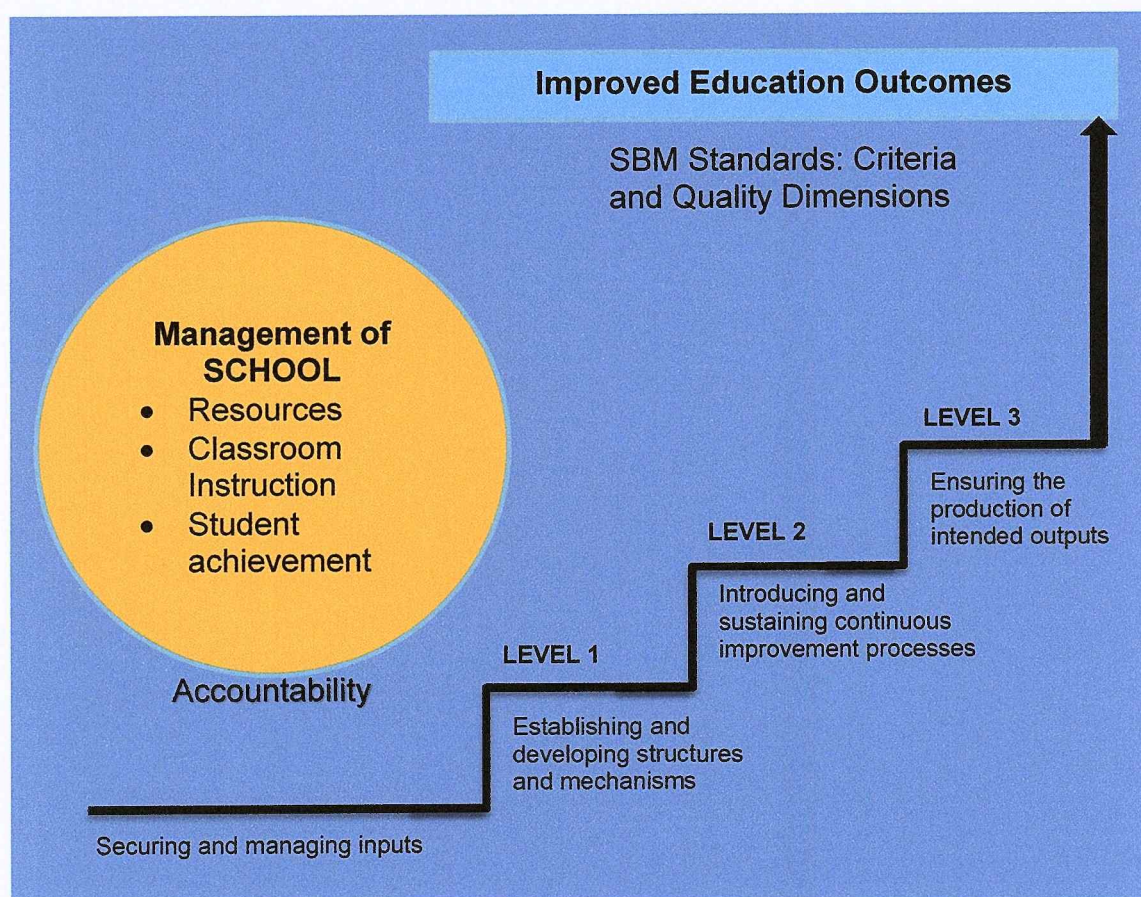 Improved Education Outcomes
SBM Standards: Criteria
and Quality Dimensions
Management of
SCHOOL
• Resources
• Classroom
Instruction
• Student
achievement
Accountability
LEVEL 3
Ensuring the
production of
intended outputs
LEVEL 2
Introducing and
sustaining continuous
improvement processes
LEVEL 1
Establishing and
developing structures
and mechanisms
Securing and managing inputs